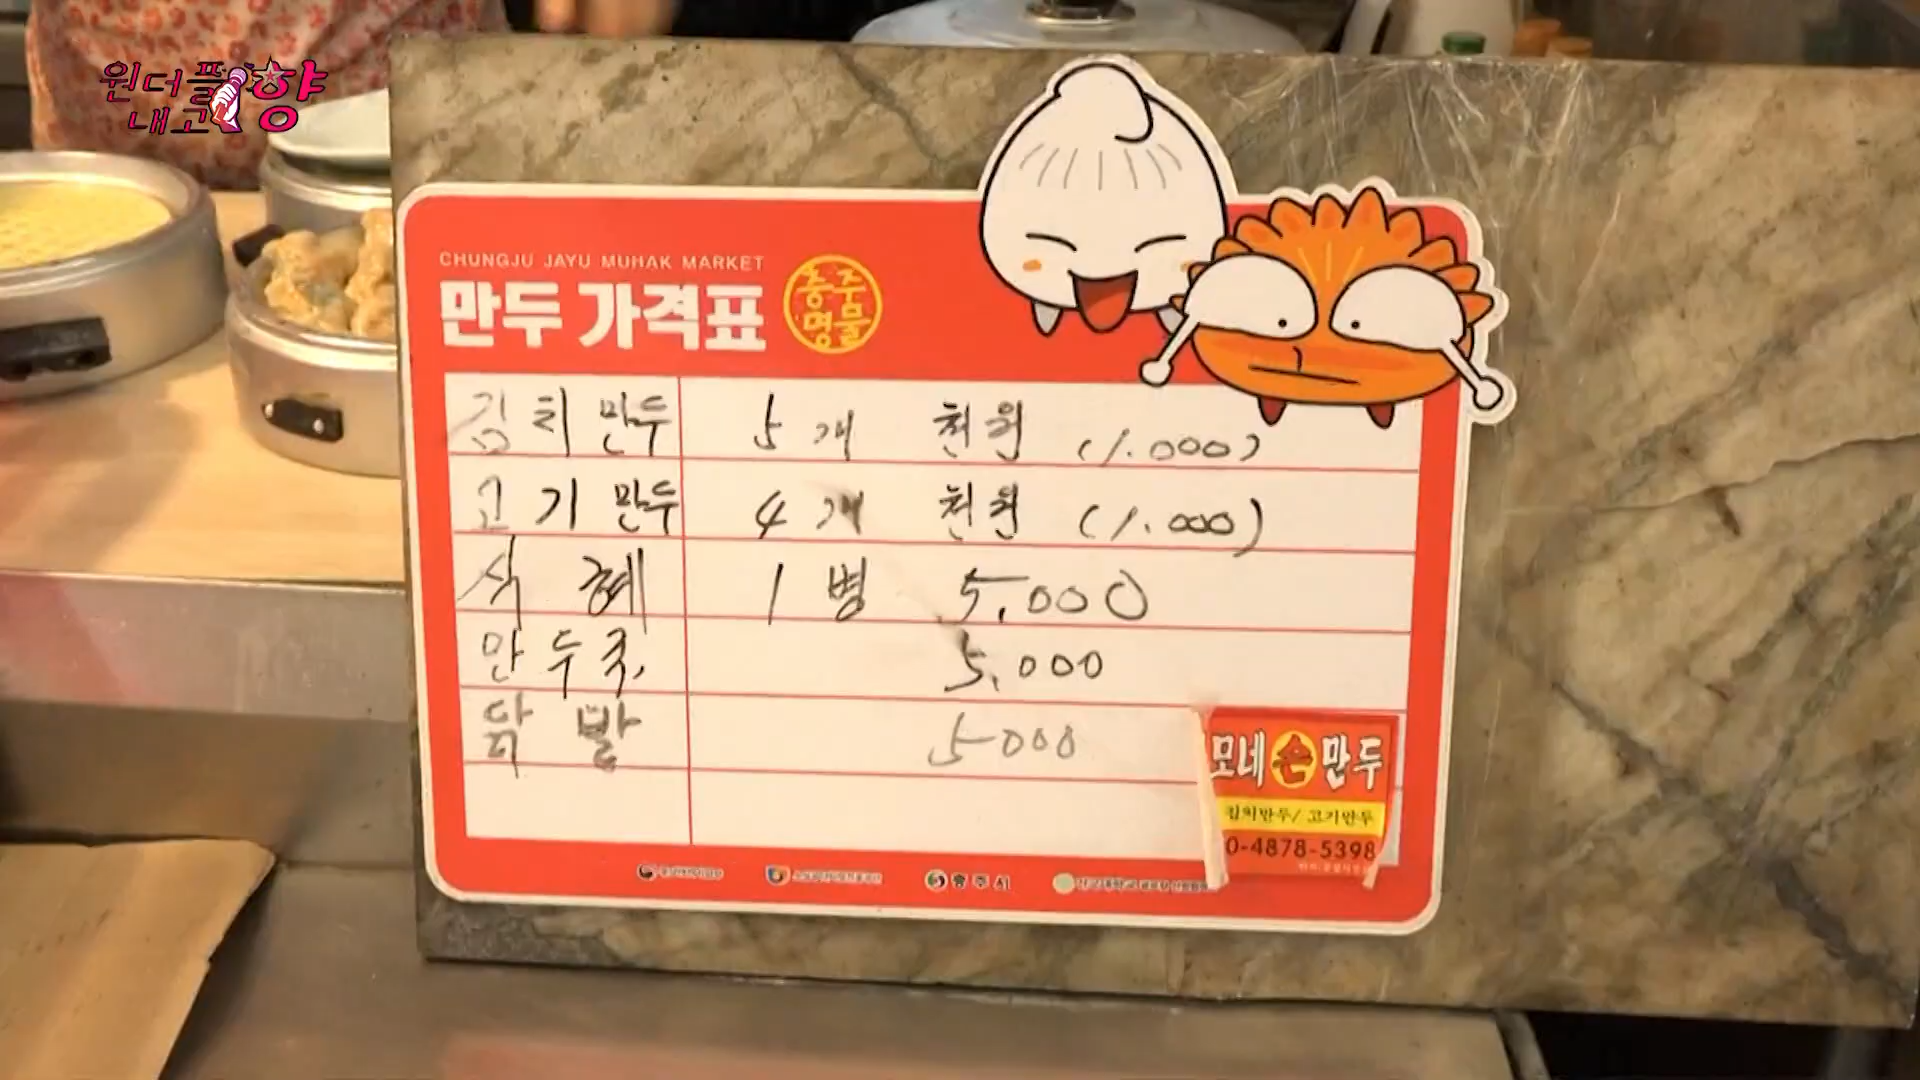 원더풀
내고향
CHUNGJU JAYU MUHAK MARKET
만두 가격표
충주
명물
김치만두 5개 천원 (1.000)
고기만두 4개 천원 (1.000)
식혜 1병 5.000
만두국, 5.000
닭발 5000
모네손만두
김치만두/고기만두
0-4878-5398
충주시